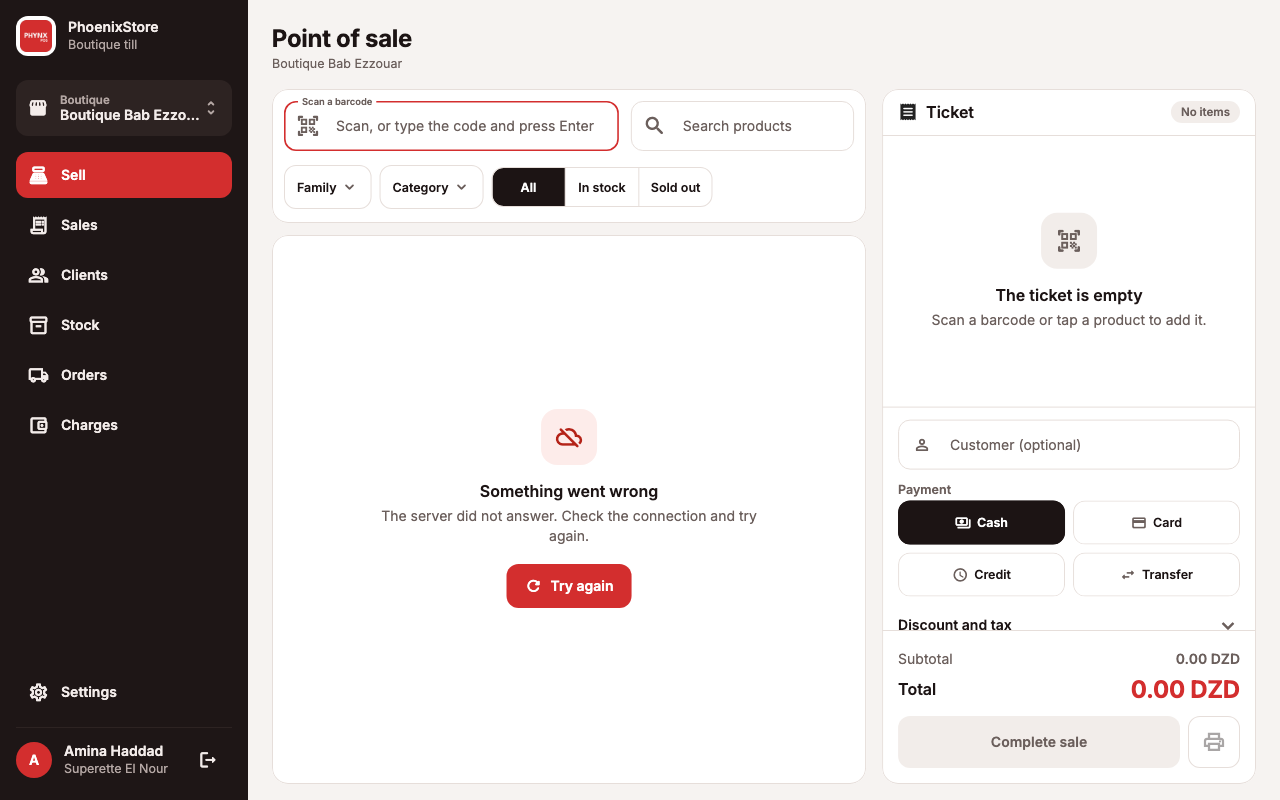 PHYNX
POS
PhoenixStore
Boutique till
Boutique
Boutique Bab Ezzo...
Sell
Sales
Clients
Stock
Orders
Charges
Settings
A
Amina Haddad
Superette El Nour
Point of sale
Boutique Bab Ezzouar
Scan a barcode
Scan, or type the code and press Enter
Search products
Family
Category
All
In stock
Sold out
Something went wrong
The server did not answer. Check the connection and try
again.
Try again
Ticket
No items
The ticket is empty
Scan a barcode or tap a product to add it.
Customer (optional)
Payment
Cash
Card
Credit
Transfer
Discount and tax
Subtotal
0.00 DZD
Total
0.00 DZD
Complete sale